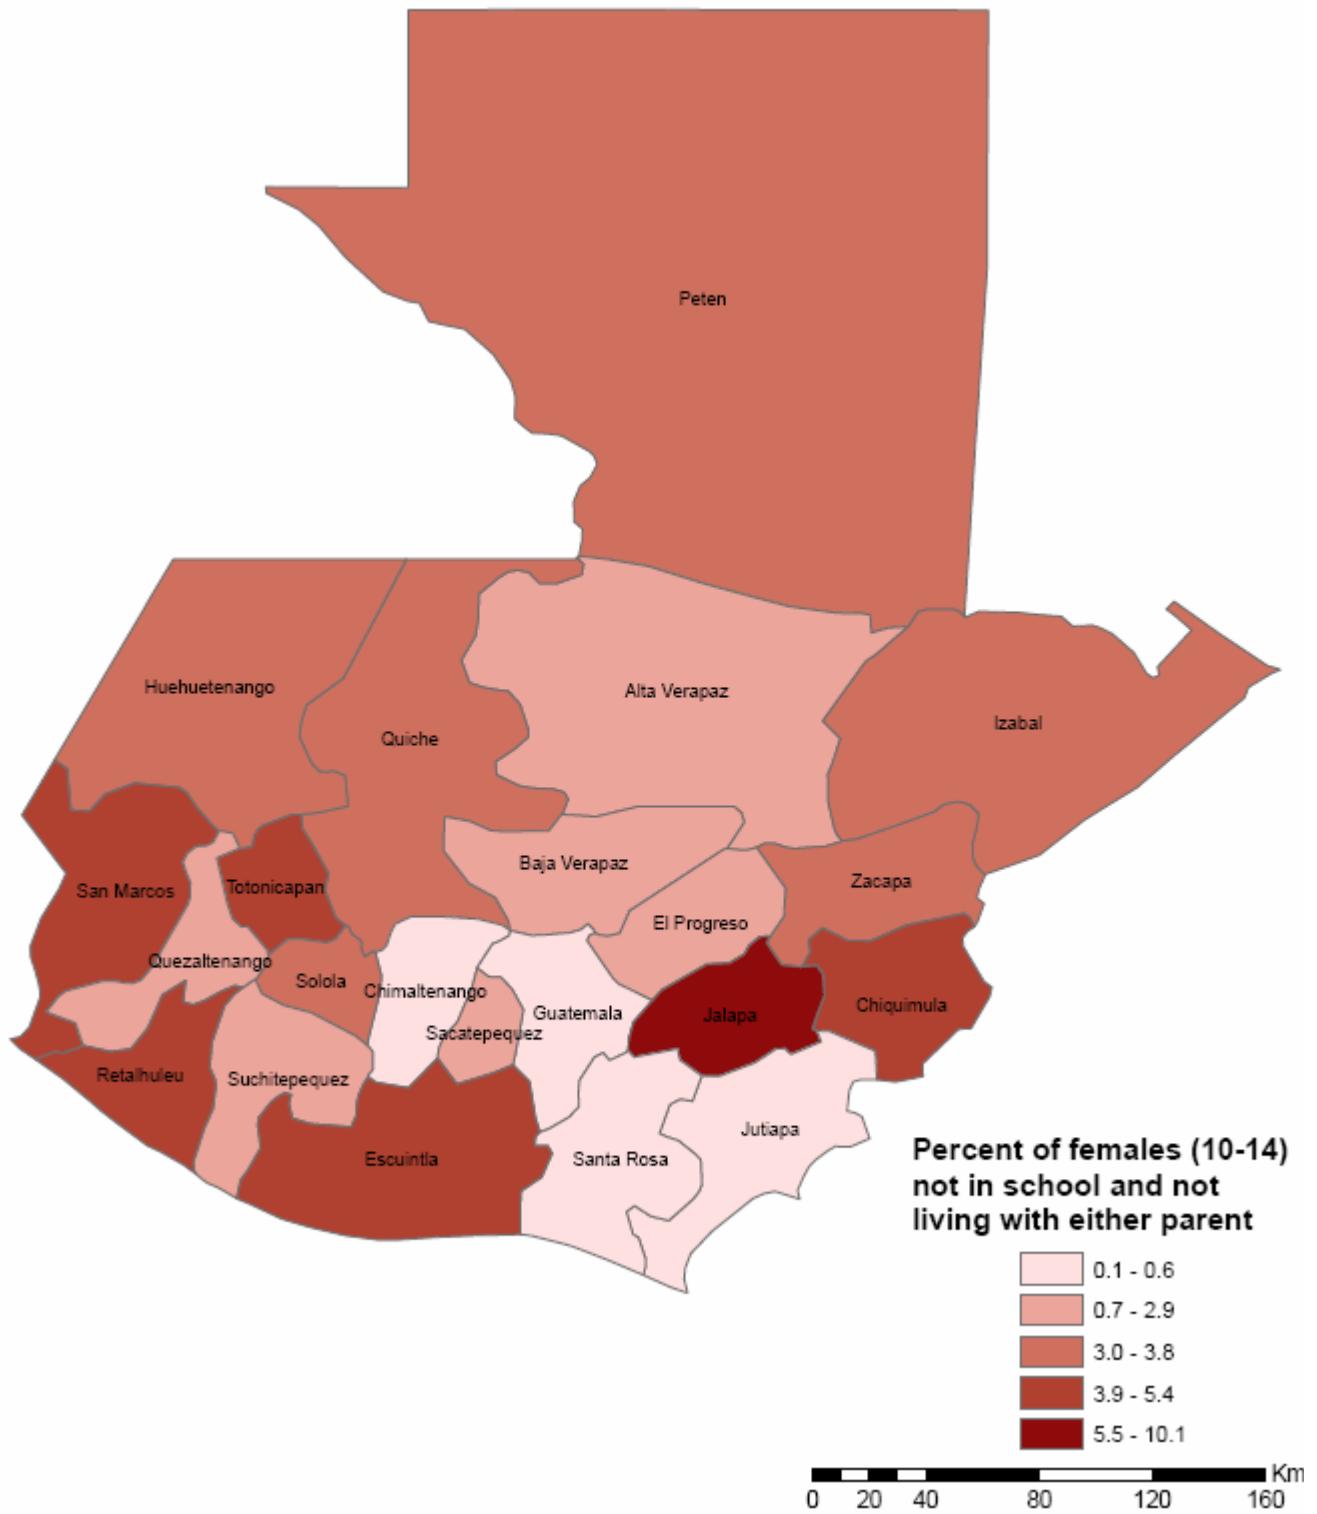 Peten
Huehuetenango
Alta Verapaz
Izabal
Quiche
Baja Verapaz
Zacapa
San Marcos
Totonicapan
El Progreso
Quezaltenango
Solola
Chimaltenango
Chiquimula
Guatemala
Jalapa
Sacatepequez
Retalhuleu
Suchitepequez
Jutiapa
Escuintla
Santa Rosa
Percent of females (10-14)
not in school and not
living with either parent
0.1 - 0.6
0.7 - 2.9
3.0 - 3.8
3.9 - 5.4
5.5 - 10.1
Km
0 20 40 80 120 160